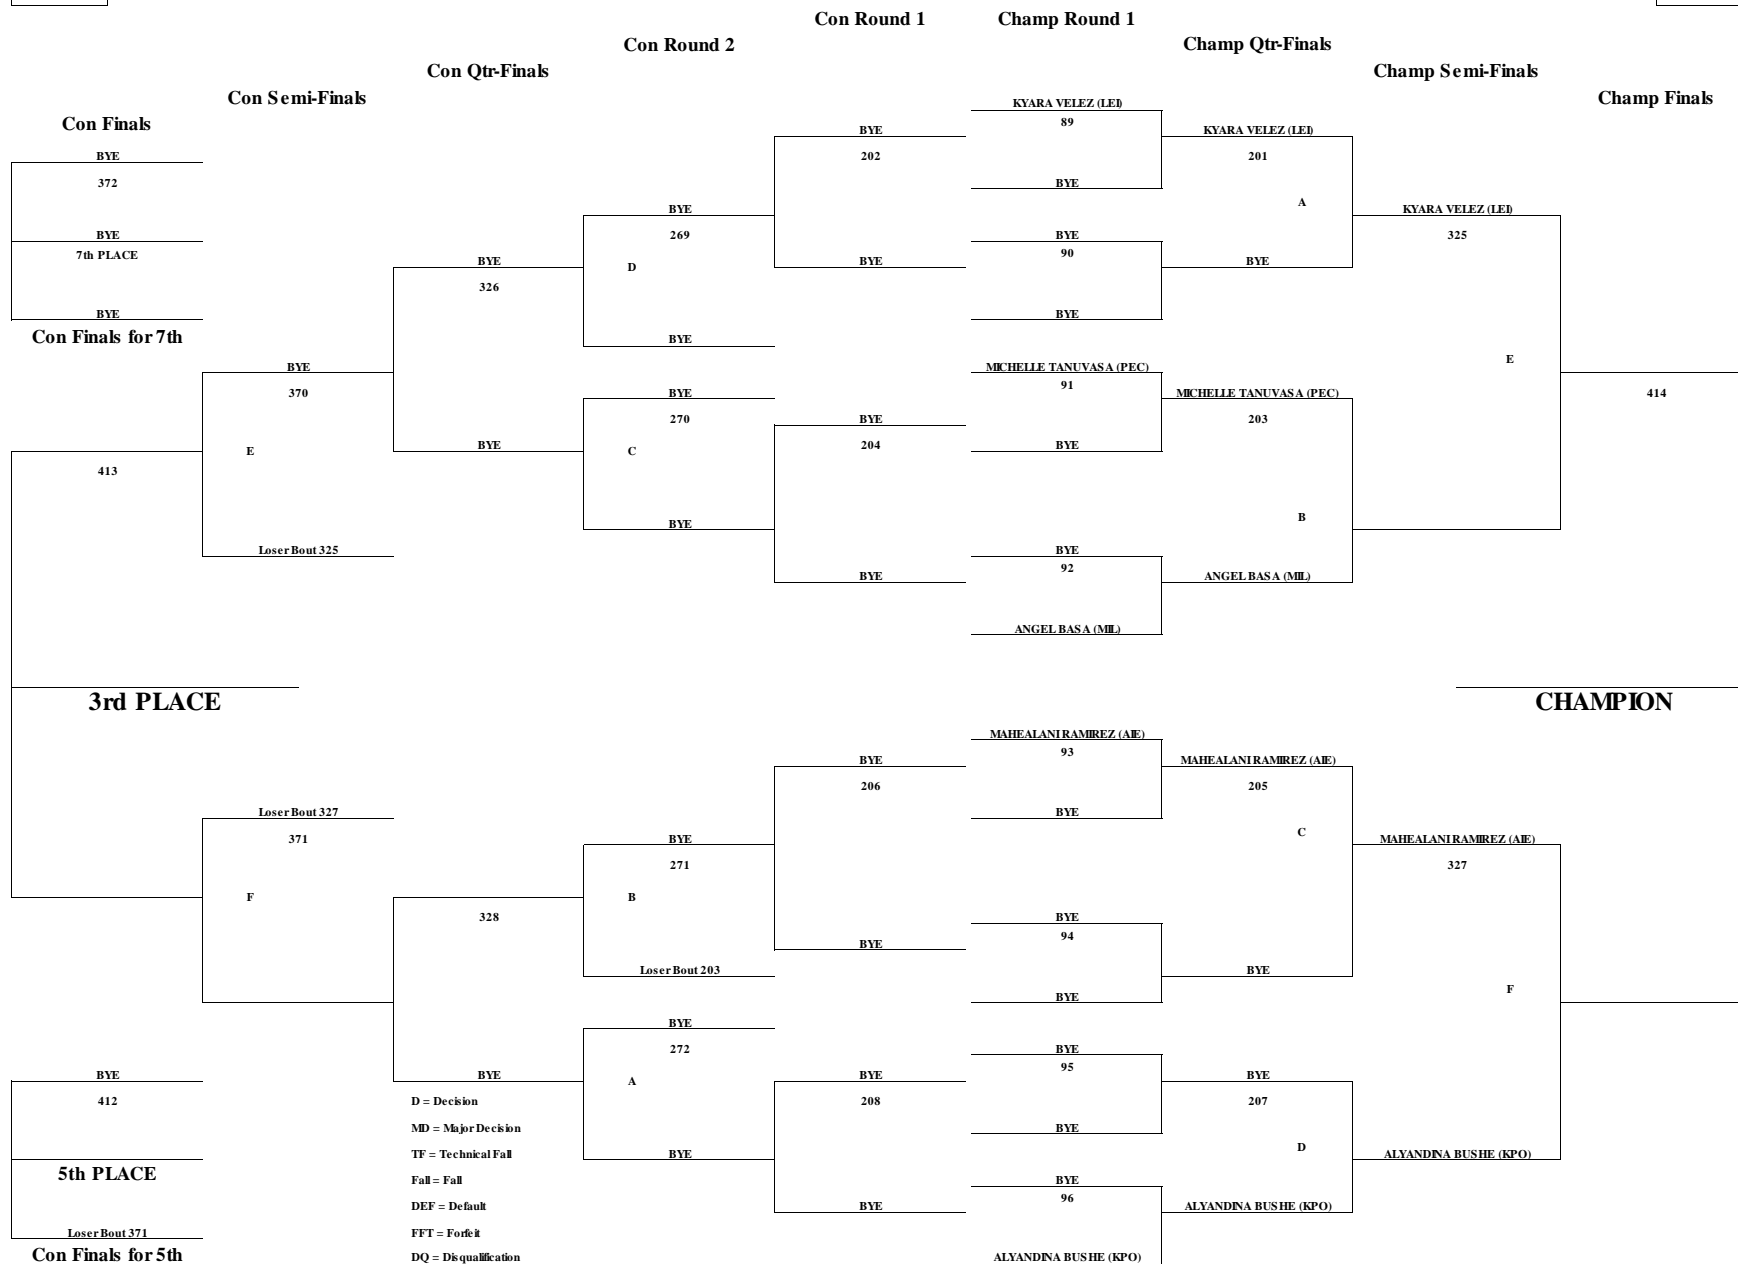 Con Round 1
Champ Round 1
Con Round 2
Champ Qtr-Finals
Con Qtr-Finals
Champ Semi-Finals
Con Semi-Finals
Champ Finals
Con Finals
KYARA VELEZ (LEI)
89
BYE
KYARA VELEZ (LEI)
BYE
202
201
BYE
372
BYE
A
BYE
KYARA VELEZ (LEI)
BYE
269
BYE
325
7th PLACE
90
BYE
D
BYE
BYE
326
BYE
BYE
Con Finals for 7th
BYE
E
BYE
MICHELLE TANUVASA (PEC)
370
91
414
BYE
MICHELLE TANUVASA (PEC)
270
BYE
203
E
BYE
C
204
BYE
413
B
BYE
Loser Bout 325
BYE
92
BYE
ANGEL BASA (MIL)
ANGEL BASA (MIL)
3rd PLACE
CHAMPION
MAHEALANI RAMIREZ (AIE)
93
BYE
MAHEALANI RAMIREZ (AIE)
206
205
Loser Bout 327
BYE
371
C
BYE
MAHEALANI RAMIREZ (AIE)
271
327
F
B
328
BYE
94
BYE
Loser Bout 203
BYE
F
BYE
BYE
272
BYE
95
BYE
BYE
A
BYE
BYE
412
D = Decision
208
207
MD = Major Decision
BYE
D
TF = Technical Fall
BYE
ALYANDINA BUSHE (KPO)
5th PLACE
Fall = Fall
BYE
96
DEF = Default
BYE
ALYANDINA BUSHE (KPO)
Loser Bout 371
FFT = Forfeit
Con Finals for 5th
DQ = Disqualification
ALYANDINA BUSHE (KPO)